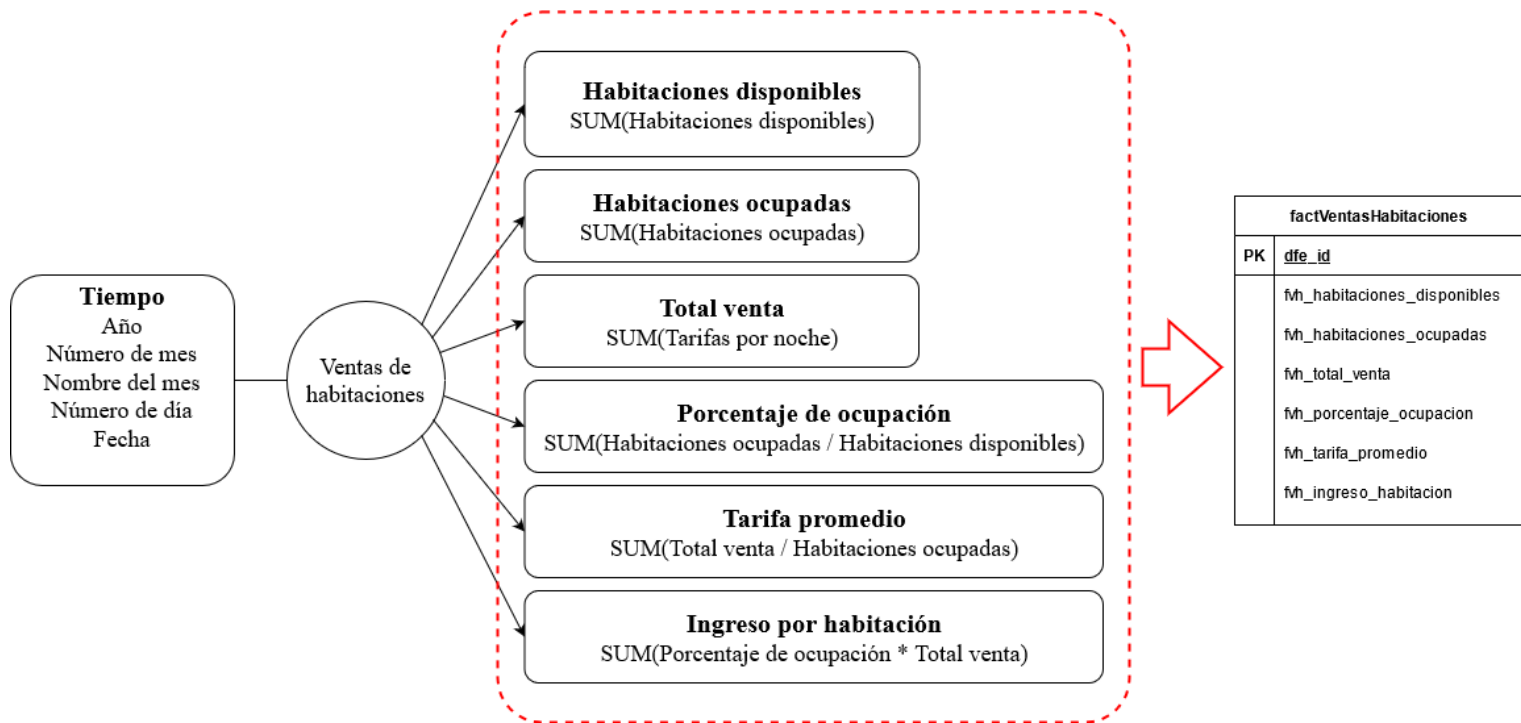 Tiempo
Año
Número de mes
Nombre del mes
Número de día
Fecha
Ventas de
habitaciones
Habitaciones disponibles
SUM(Habitaciones disponibles)
Habitaciones ocupadas
SUM(Habitaciones ocupadas)
Total venta
SUM(Tarifas por noche)
Porcentaje de ocupación
SUM(Habitaciones ocupadas / Habitaciones disponibles)
Tarifa promedio
SUM(Total venta / Habitaciones ocupadas)
Ingreso por habitación
SUM(Porcentaje de ocupación * Total venta)
factVentasHabitaciones
PK dfe_id
fvh_habitaciones_disponibles
fvh_habitaciones_ocupadas
fvh_total_venta
fvh_porcentaje_ocupacion
fvh_tarifa_promedio
fvh_ingreso_habitacion